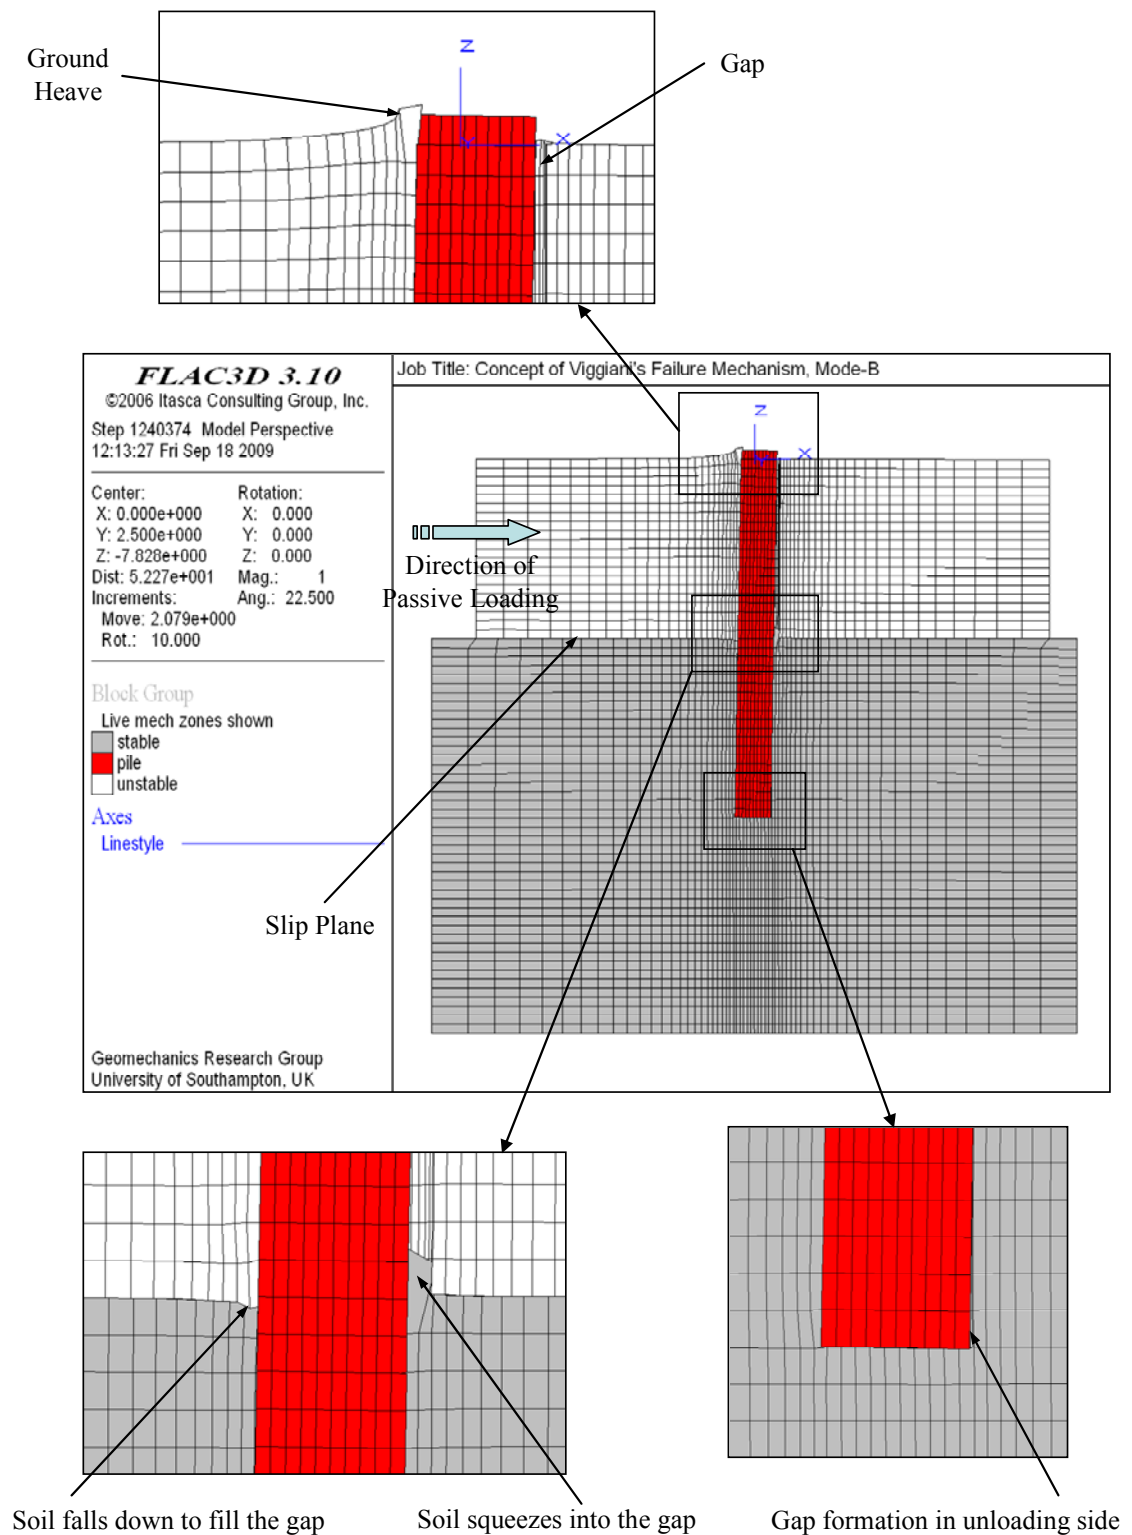 Ground
Heave
Gap
Z
Y
X
FLAC3D 3.10
©2006 Itasca Consulting Group, Inc.
Step 1240374 Model Perspective
12:13:27 Fri Sep 18 2009
Center: Rotation:
X: 0.000e+000 X: 0.000
Y: 2.500e+000 Y: 0.000
Z: -7.828e+000 Z: 0.000
Dist: 5.227e+001 Mag.: 1
Increments: Ang.: 22.500
Move: 2.079e+000
Rot.: 10.000
Block Group
Live mech zones shown
stable
pile
unstable
Axes
Linestyle
Geomechanics Research Group
University of Southampton, UK
Job Title: Concept of Viggiani's Failure Mechanism, Mode-B
Z
Y
X
Direction of
Passive Loading
Slip Plane
Soil falls down to fill the gap
Soil squeezes into the gap
Gap formation in unloading side